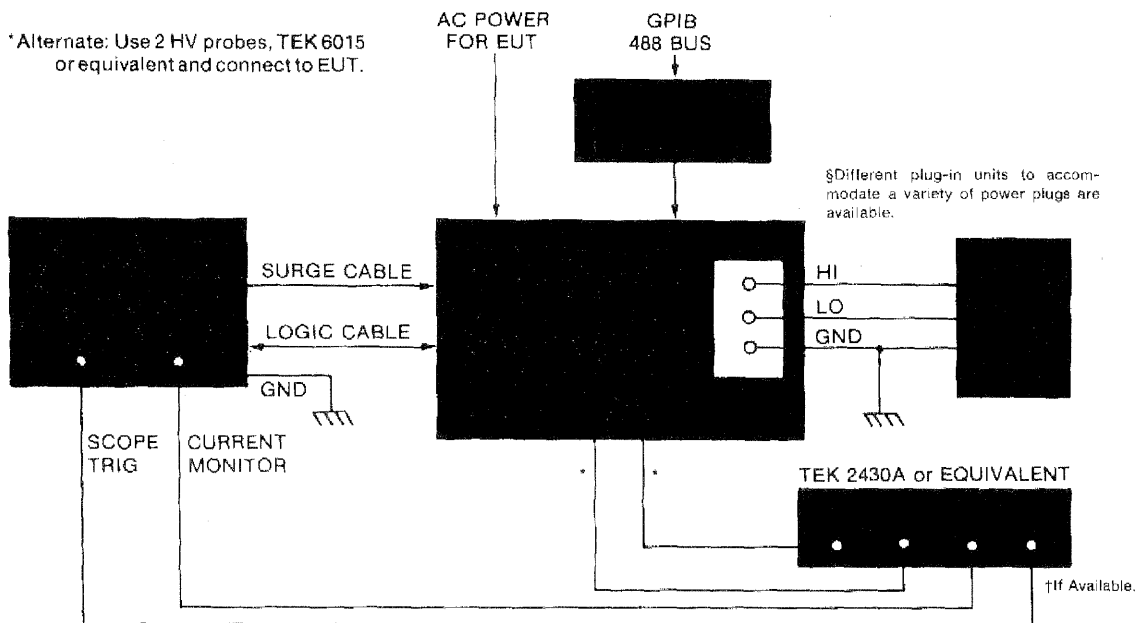 *Alternate: Use 2 HV probes, TEK 6015
or equivalent and connect to EUT.
AC POWER
FOR EUT
GPIB
488 BUS
§Different plug-in units to accom-
modate a variety of power plugs are
available.
SURGE CABLE
LOGIC CABLE
GND
HI
LO
GND
SCOPE
TRIG
CURRENT
MONITOR
*
*
TEK 2430A or EQUIVALENT
†If Available.